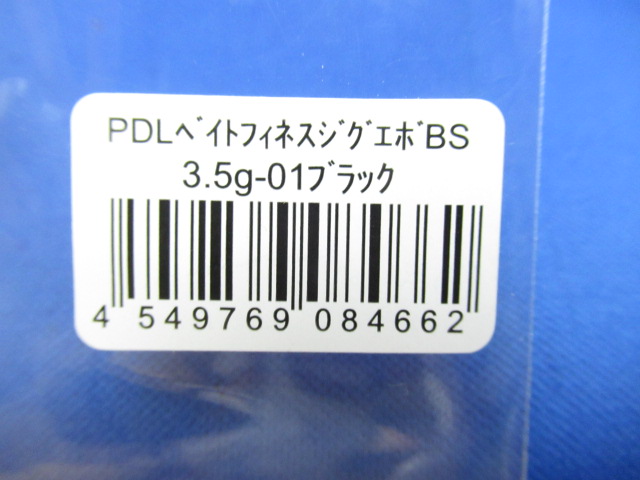 PDLﾍﾞｲﾄﾌｨﾈｽｼﾞｸﾞｴﾎﾞBS
3.5g-01ﾌﾞﾗｯｸ
4 549769 084662